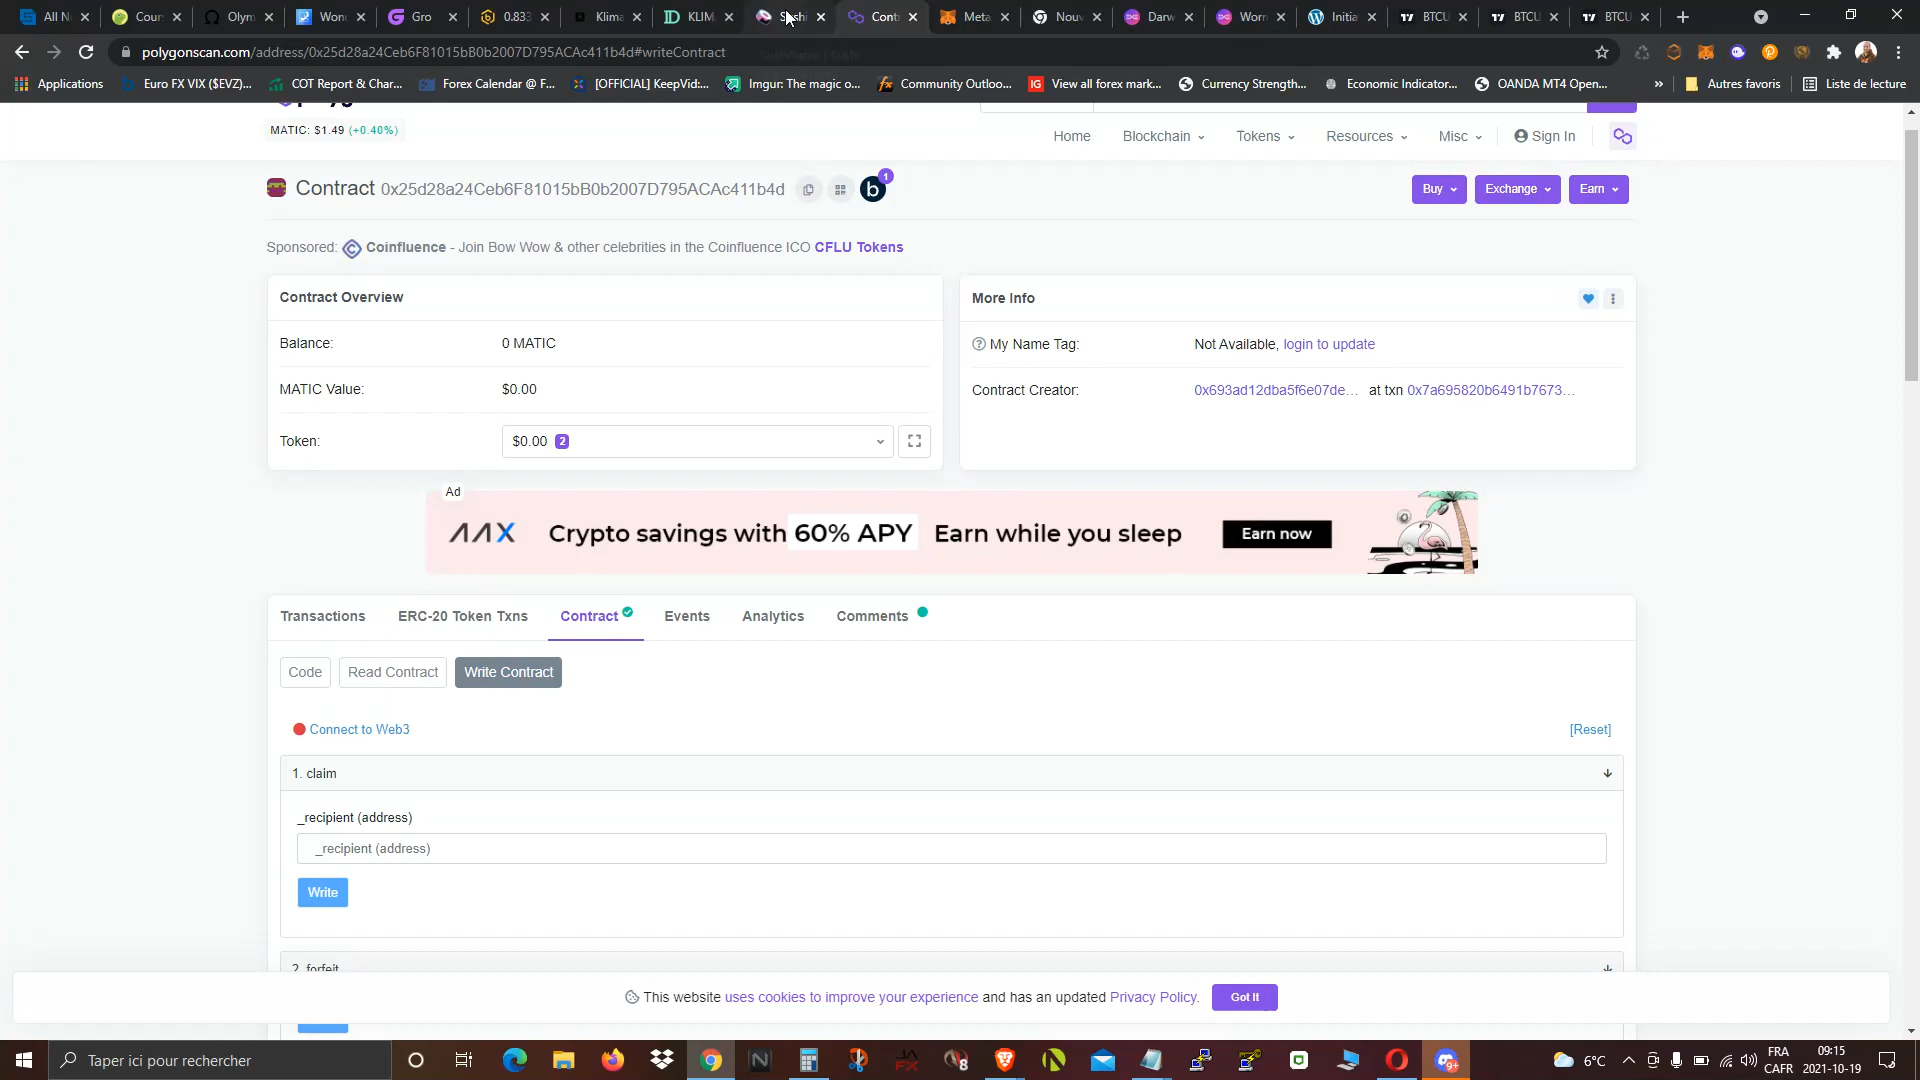 All N
Cour
Olym
Won
Gro
0.833
Klima
KLIM
Sushi
Cont
Meta
Nouv
Darw
Worn
Initia
BTCU
BTCU
BTCU
polygonscan.com/address/0x25d28a24Ceb6F81015bB0b2007D795ACAc411b4d#writeContract
Applications
Euro FX VIX ($EVZ)...
COT Report & Char...
Forex Calendar @ F...
[OFFICIAL] KeepVid:...
Imgur: The magic o...
Community Outloo...
View all forex mark...
Currency Strength...
Economic Indicator...
OANDA MT4 Open...
»
Autres favoris
Liste de lecture
MATIC: $1.49 (+0.40%)
Home
Blockchain
Tokens
Resources
Misc
Sign In
Contract 0x25d28a24Ceb6F81015bB0b2007D795ACAc411b4d
b 1
Buy
Exchange
Earn
Sponsored: Coinfluence - Join Bow Wow & other celebrities in the Coinfluence ICO CFLU Tokens
Contract Overview
Balance: 0 MATIC
MATIC Value: $0.00
Token: $0.00 2
More Info
My Name Tag: Not Available, login to update
Contract Creator: 0x693ad12dba5f6e07de... at txn 0x7a695820b6491b7673...
Ad
AAX Crypto savings with 60% APY Earn while you sleep Earn now
Transactions
ERC-20 Token Txns
Contract
Events
Analytics
Comments
Code
Read Contract
Write Contract
Connect to Web3
[Reset]
1. claim
_recipient (address)
_recipient (address)
Write
2. forfeit
This website uses cookies to improve your experience and has an updated Privacy Policy.
Got It
Taper ici pour rechercher
6°C
FRA
CAFR
09:15
2021-10-19